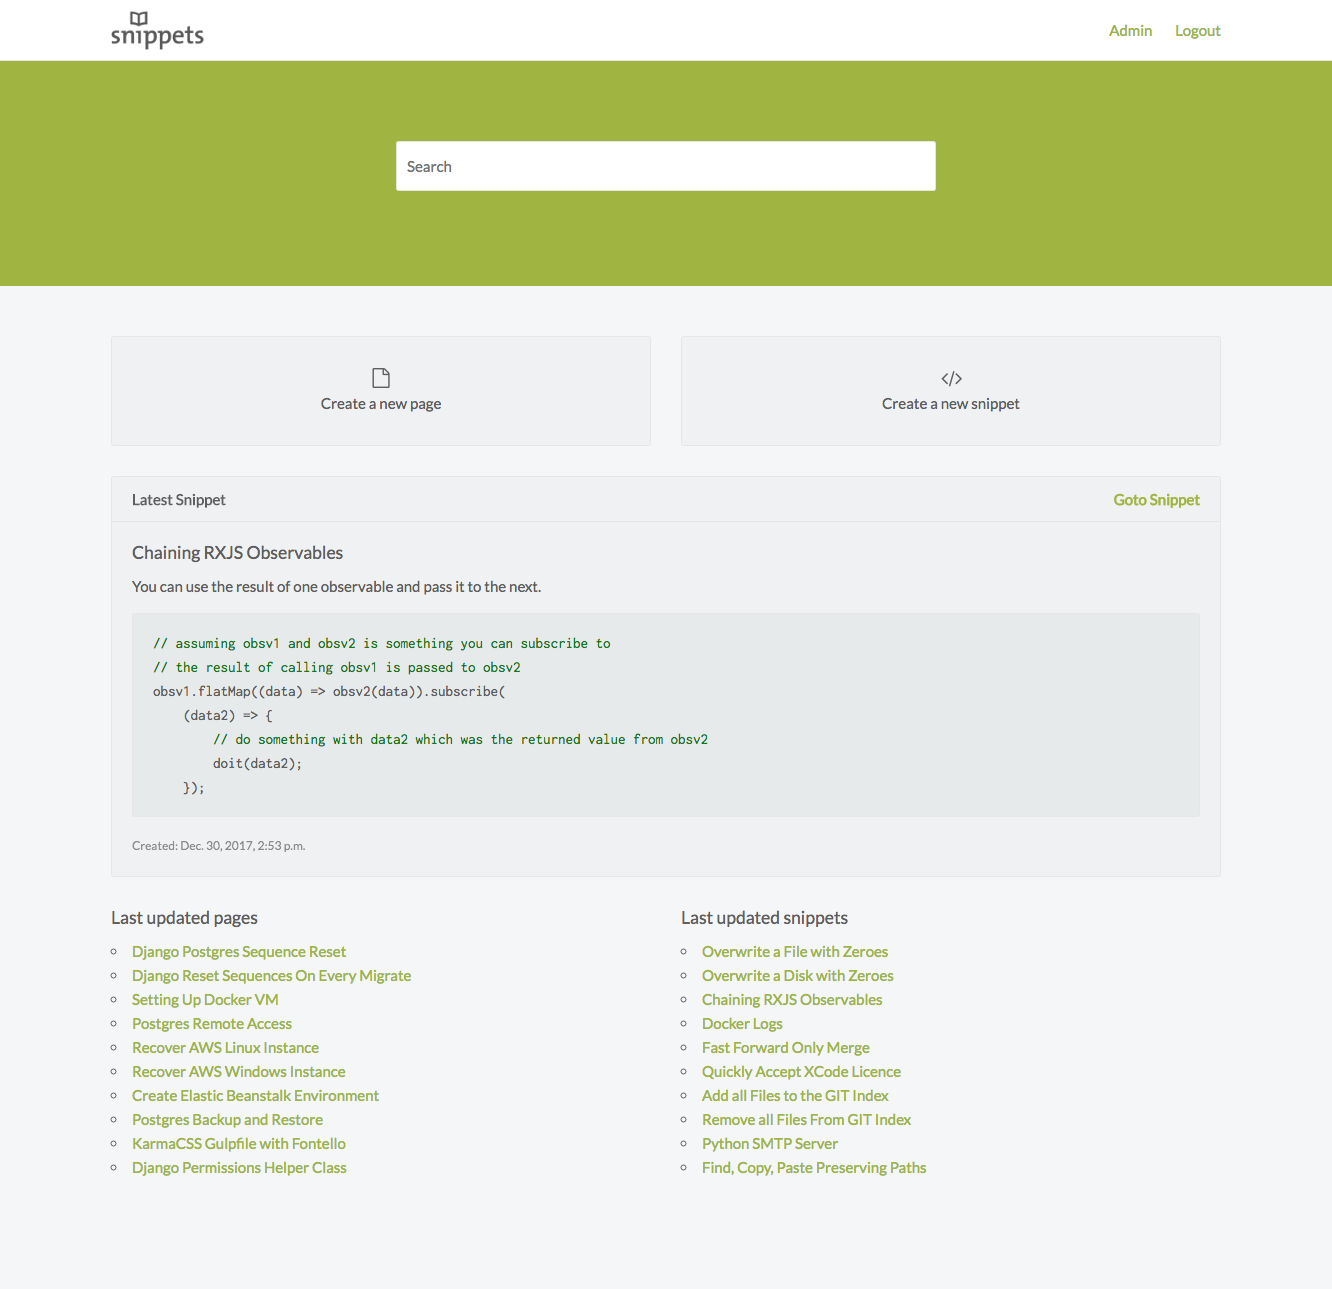 snippets
Admin
Logout
Search
Create a new page
</>
Create a new snippet
Latest Snippet
Goto Snippet
Chaining RXJS Observables
You can use the result of one observable and pass it to the next.
// assuming obsv1 and obsv2 is something you can subscribe to
// the result of calling obsv1 is passed to obsv2
obsv1.flatMap((data) => obsv2(data)).subscribe(
    (data2) => {
        // do something with data2 which was the returned value from obsv2
        doit(data2);
    });
Created: Dec. 30, 2017, 2:53 p.m.
Last updated pages
Django Postgres Sequence Reset
Django Reset Sequences On Every Migrate
Setting Up Docker VM
Postgres Remote Access
Recover AWS Linux Instance
Recover AWS Windows Instance
Create Elastic Beanstalk Environment
Postgres Backup and Restore
KarmaCSS Gulpfile with Fontello
Django Permissions Helper Class
Last updated snippets
Overwrite a File with Zeroes
Overwrite a Disk with Zeroes
Chaining RXJS Observables
Docker Logs
Fast Forward Only Merge
Quickly Accept XCode Licence
Add all Files to the GIT Index
Remove all Files From GIT Index
Python SMTP Server
Find, Copy, Paste Preserving Paths